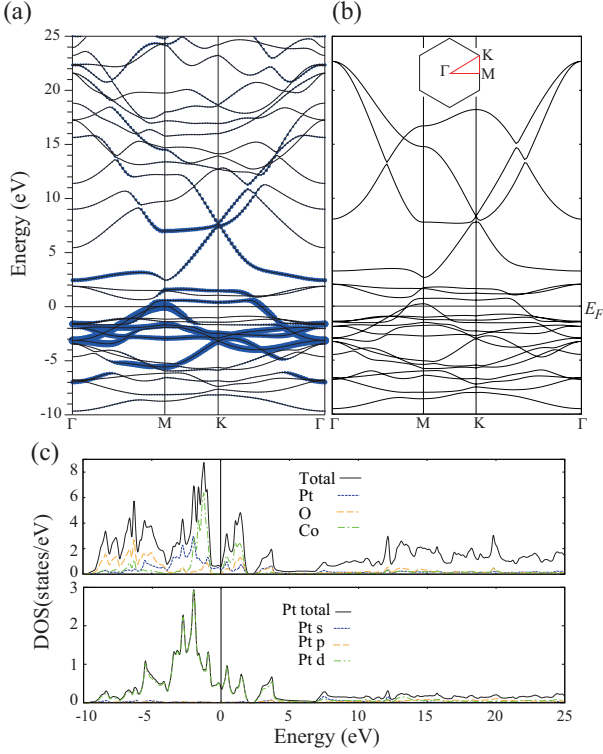 (a)
(b)
25
20
15
10
5
0
-5
-10
Energy (eV)
Γ M K Γ
K
Γ
M
E_F
Γ M K Γ
(c)
8
6
4
2
0
Total
Pt
O
Co
DOS(states/eV)
3
2
1
0
Pt total
Pt s
Pt p
Pt d
-10 -5 0 5 10 15 20 25
Energy (eV)